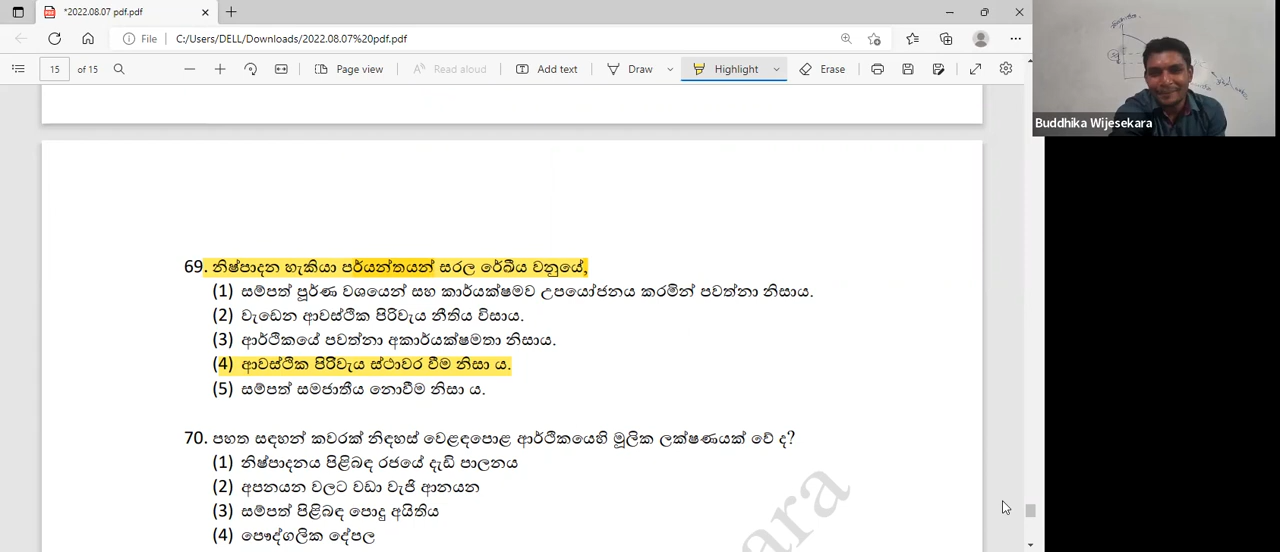 *2022.08.07 pdf.pdf
File C:/Users/DELL/Downloads/2022.08.07%20pdf.pdf
15 of 15 Page view Read aloud Add text Draw Highlight Erase
Buddhika Wijesekara
69. නිෂ්පාදන හැකියා පර්යන්තයන් සරල රේඛීය වනුයේ,
(1) සම්පත් පූර්ණ වශයෙන් සහ කාර්යක්ෂමව උපයෝජනය කරමින් පවත්නා නිසාය.
(2) වැඩෙන ආවස්ථික පිරිවැය නීතිය විසාය.
(3) ආර්ථිකයේ පවත්නා අකාර්යක්ෂමතා නිසාය.
(4) ආවස්ථික පිරිවැය ස්ථාවර වීම නිසා ය.
(5) සම්පත් සමජාතීය නොවීම නිසා ය.
70. පහත සඳහන් කවරක් නිඳහස් වෙළඳපොළ ආර්ථිකයෙහි මූලික ලක්ෂණයක් වේ ද?
(1) නිෂ්පාදනය පිළිබඳ රජයේ දැඩි පාලනය
(2) අපනයන වලට වඩා වැජි ආනයන
(3) සම්පත් පිළිබඳ පොදු අයිතිය
(4) පෞද්ගලික දේපල
ara